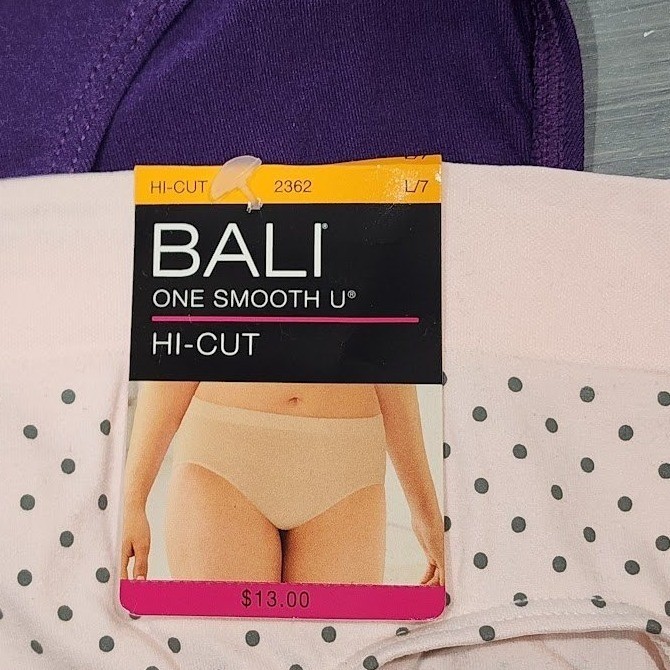 HI-CUT 2362 L/7
BALI®
ONE SMOOTH U®
HI-CUT
$13.00